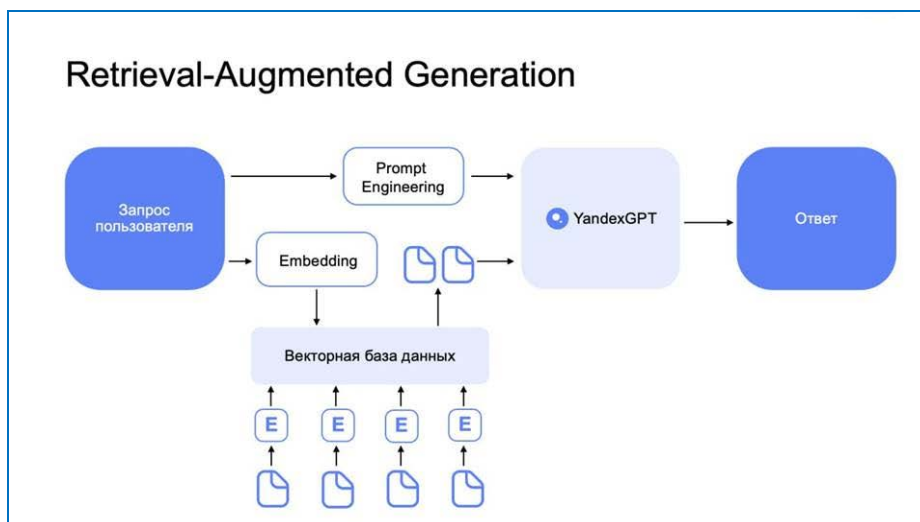 Retrieval-Augmented Generation
Запрос
пользователя
Prompt
Engineering
YandexGPT
Ответ
Embedding
Векторная база данных
E
E
E
E